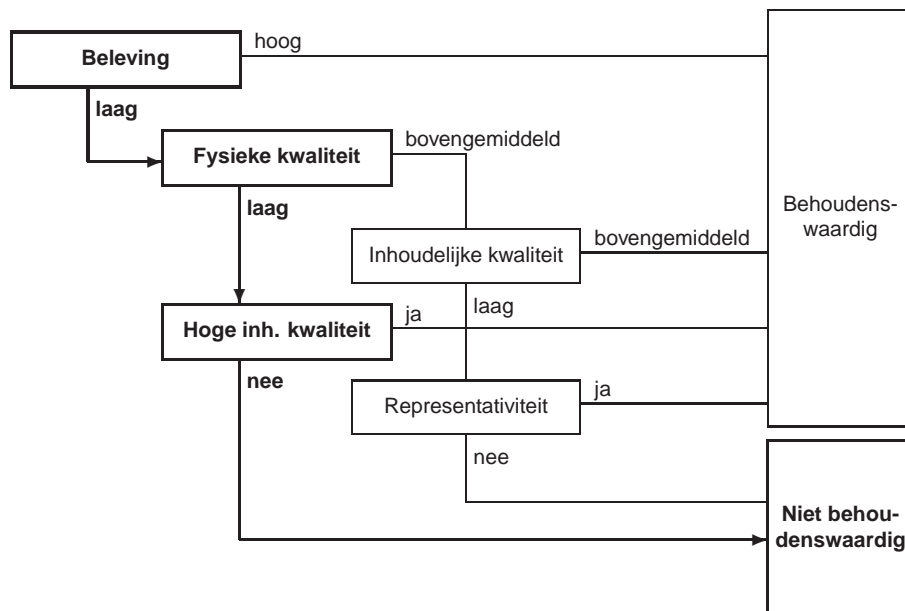 hoog
Beleving
laag
bovengemiddeld
Fysieke kwaliteit
laag
Behoudens-
waardig
bovengemiddeld
Inhoudelijke kwaliteit
laag
ja
Hoge inh. kwaliteit
nee
ja
Representativiteit
nee
Niet behou-
denswaardig